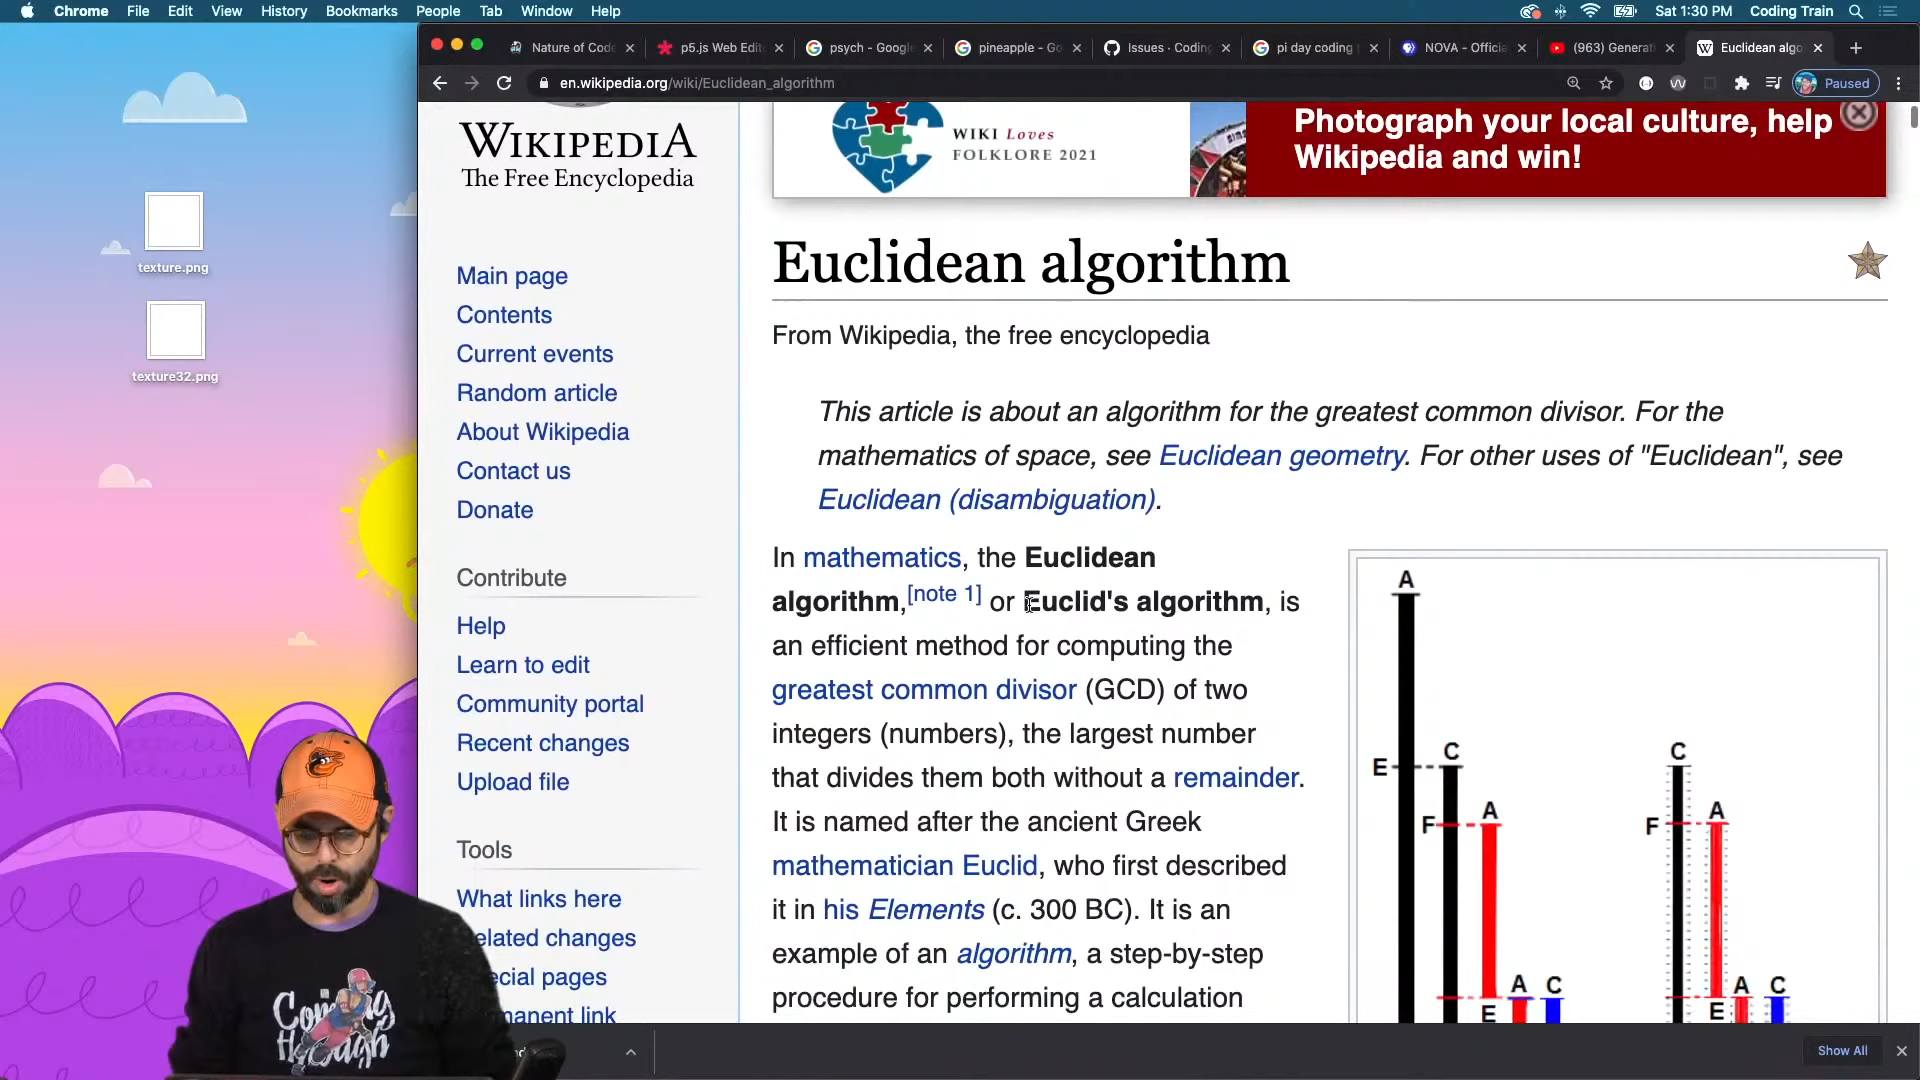 Chrome File Edit View History Bookmarks People Tab Window Help Sat 1:30 PM Coding Train
Nature of Code p5.js Web Edit psych - Google pineapple - Go Issues · Coding pi day coding NOVA - Officia (963) Generat Euclidean algo
en.wikipedia.org/wiki/Euclidean_algorithm Paused
texture.png
texture32.png
WIKIPEDIA
The Free Encyclopedia
Main page
Contents
Current events
Random article
About Wikipedia
Contact us
Donate
Contribute
Help
Learn to edit
Community portal
Recent changes
Upload file
Tools
What links here
elated changes
ecial pages
manent link
WIKI Loves
FOLKLORE 2021
Photograph your local culture, help
Wikipedia and win!
Euclidean algorithm
From Wikipedia, the free encyclopedia
This article is about an algorithm for the greatest common divisor. For the
mathematics of space, see Euclidean geometry. For other uses of "Euclidean", see
Euclidean (disambiguation).
In mathematics, the Euclidean
algorithm,[note 1] or Euclid's algorithm, is
an efficient method for computing the
greatest common divisor (GCD) of two
integers (numbers), the largest number
that divides them both without a remainder.
It is named after the ancient Greek
mathematician Euclid, who first described
it in his Elements (c. 300 BC). It is an
example of an algorithm, a step-by-step
procedure for performing a calculation
A
E C C
F A F A
A C A C
E E
Coming
through
Show All